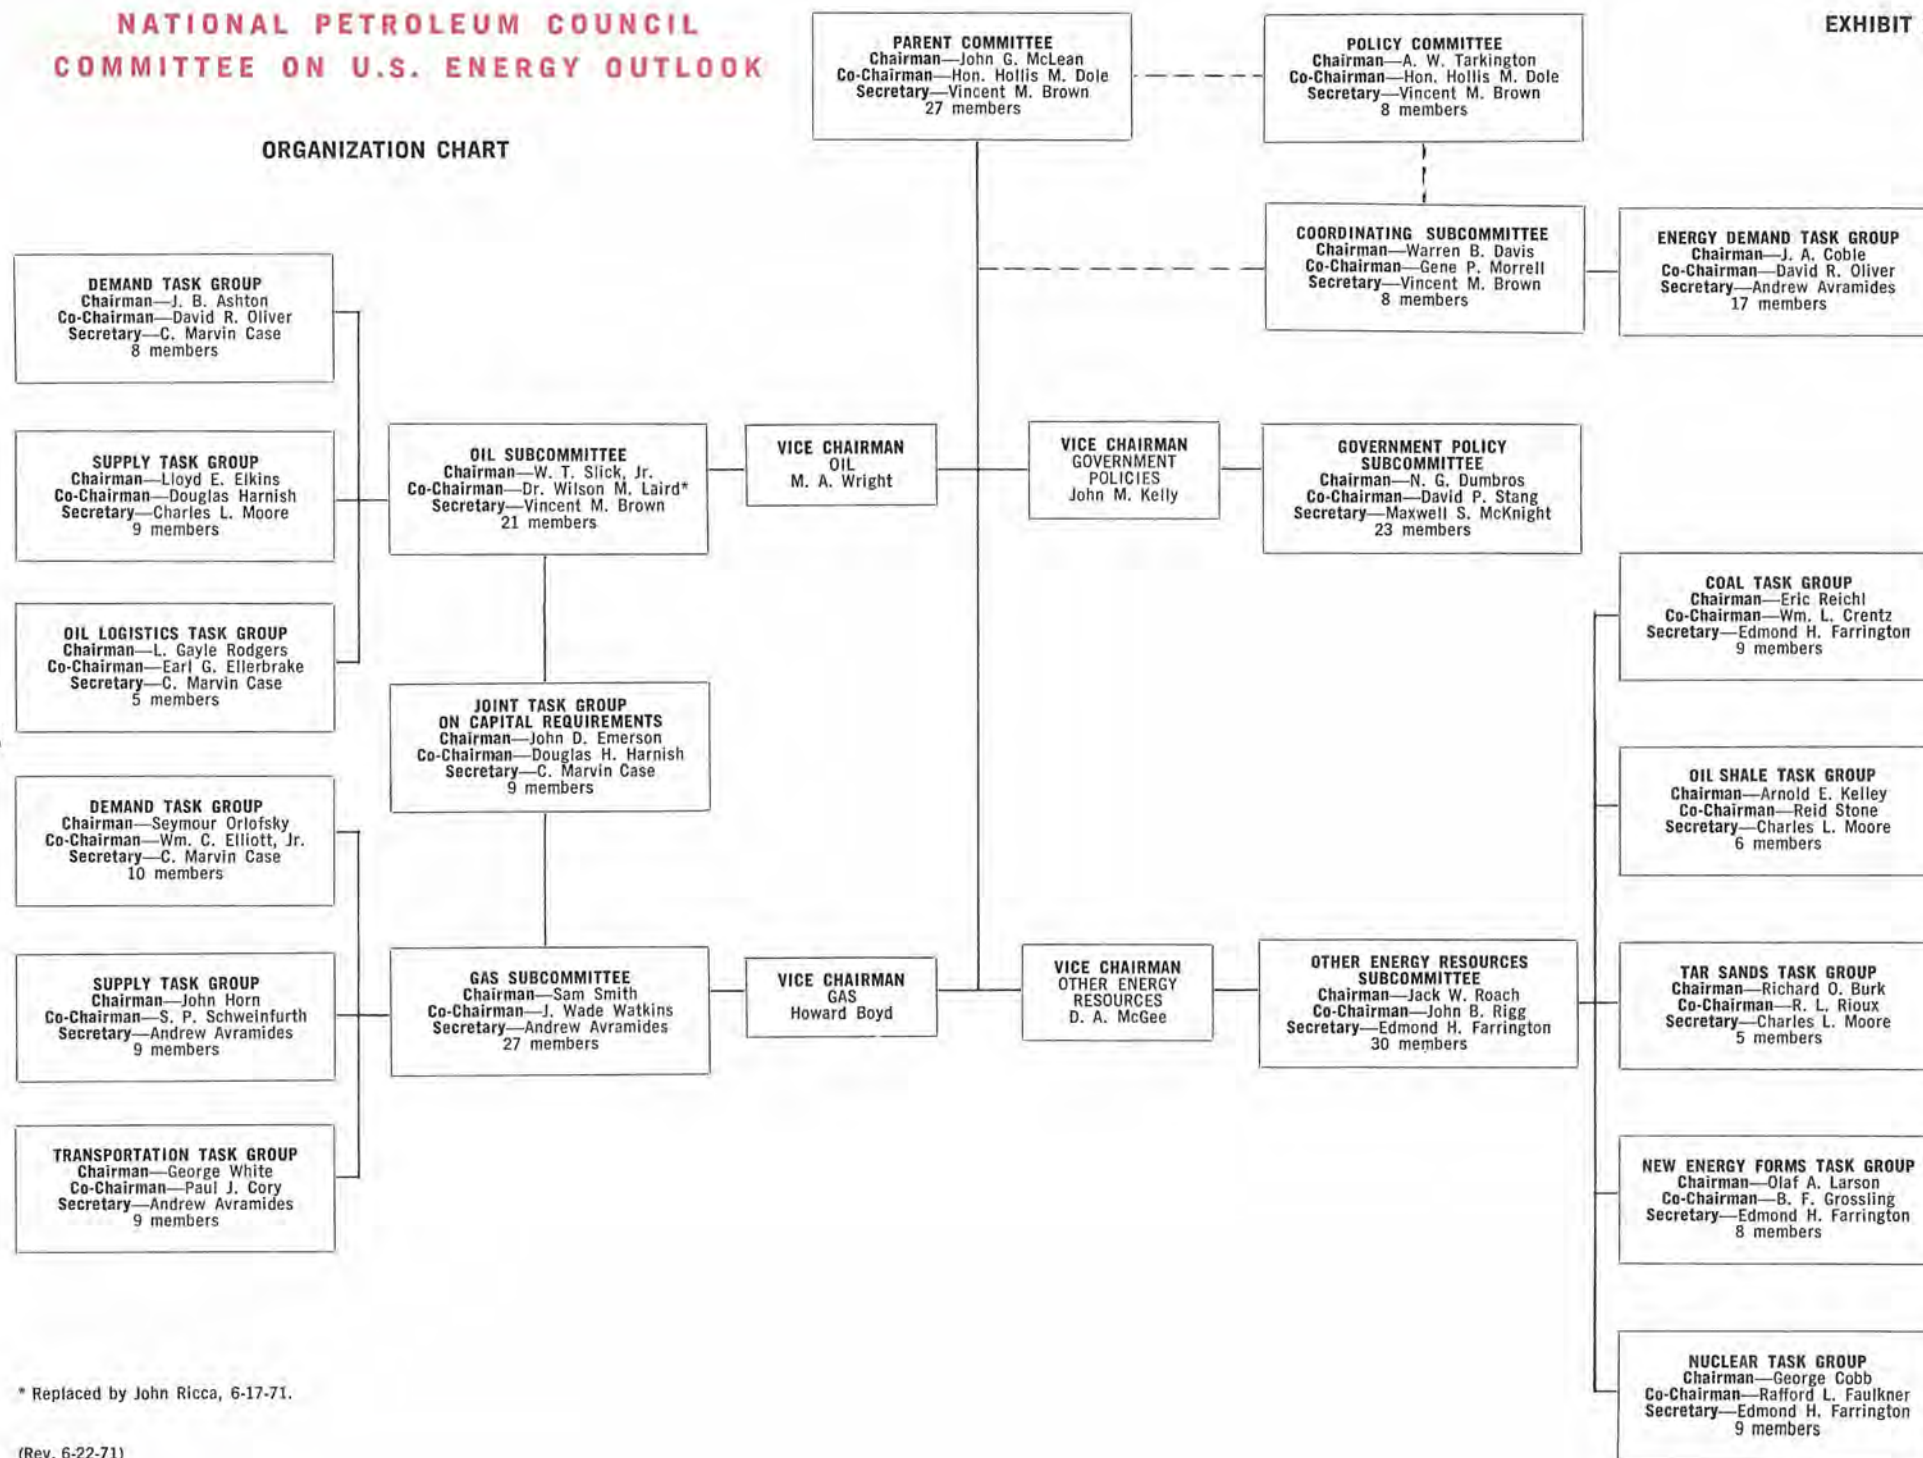 NATIONAL PETROLEUM COUNCIL
COMMITTEE ON U.S. ENERGY OUTLOOK
EXHIBIT
ORGANIZATION CHART
PARENT COMMITTEE
Chairman—John G. McLean
Co-Chairman—Hon. Hollis M. Dole
Secretary—Vincent M. Brown
27 members
POLICY COMMITTEE
Chairman—A. W. Tarkington
Co-Chairman—Hon. Hollis M. Dole
Secretary—Vincent M. Brown
8 members
COORDINATING SUBCOMMITTEE
Chairman—Warren B. Davis
Co-Chairman—Gene P. Morrell
Secretary—Vincent M. Brown
8 members
ENERGY DEMAND TASK GROUP
Chairman—J. A. Coble
Co-Chairman—David R. Oliver
Secretary—Andrew Avramides
17 members
DEMAND TASK GROUP
Chairman—J. B. Ashton
Co-Chairman—David R. Oliver
Secretary—C. Marvin Case
8 members
SUPPLY TASK GROUP
Chairman—Lloyd E. Elkins
Co-Chairman—Douglas Harnish
Secretary—Charles L. Moore
9 members
OIL LOGISTICS TASK GROUP
Chairman—L. Gayle Rodgers
Co-Chairman—Earl G. Ellerbrake
Secretary—C. Marvin Case
5 members
OIL SUBCOMMITTEE
Chairman—W. T. Slick, Jr.
Co-Chairman—Dr. Wilson M. Laird*
Secretary—Vincent M. Brown
21 members
VICE CHAIRMAN
OIL
M. A. Wright
VICE CHAIRMAN
GOVERNMENT
POLICIES
John M. Kelly
GOVERNMENT POLICY
SUBCOMMITTEE
Chairman—N. G. Dumbros
Co-Chairman—David P. Stang
Secretary—Maxwell S. McKnight
23 members
JOINT TASK GROUP
ON CAPITAL REQUIREMENTS
Chairman—John D. Emerson
Co-Chairman—Douglas H. Harnish
Secretary—C. Marvin Case
9 members
DEMAND TASK GROUP
Chairman—Seymour Orlofsky
Co-Chairman—Wm. C. Elliott, Jr.
Secretary—C. Marvin Case
10 members
SUPPLY TASK GROUP
Chairman—John Horn
Co-Chairman—S. P. Schweinfurth
Secretary—Andrew Avramides
9 members
TRANSPORTATION TASK GROUP
Chairman—George White
Co-Chairman—Paul J. Cory
Secretary—Andrew Avramides
9 members
GAS SUBCOMMITTEE
Chairman—Sam Smith
Co-Chairman—J. Wade Watkins
Secretary—Andrew Avramides
27 members
VICE CHAIRMAN
GAS
Howard Boyd
VICE CHAIRMAN
OTHER ENERGY
RESOURCES
D. A. McGee
OTHER ENERGY RESOURCES
SUBCOMMITTEE
Chairman—Jack W. Roach
Co-Chairman—John B. Rigg
Secretary—Edmond H. Farrington
30 members
COAL TASK GROUP
Chairman—Eric Reichl
Co-Chairman—Wm. L. Crentz
Secretary—Edmond H. Farrington
9 members
OIL SHALE TASK GROUP
Chairman—Arnold E. Kelley
Co-Chairman—Reid Stone
Secretary—Charles L. Moore
6 members
TAR SANDS TASK GROUP
Chairman—Richard O. Burk
Co-Chairman—R. L. Rioux
Secretary—Charles L. Moore
5 members
NEW ENERGY FORMS TASK GROUP
Chairman—Olaf A. Larson
Co-Chairman—B. F. Grossling
Secretary—Edmond H. Farrington
8 members
NUCLEAR TASK GROUP
Chairman—George Cobb
Co-Chairman—Rafford L. Faulkner
Secretary—Edmond H. Farrington
9 members
* Replaced by John Ricca, 6-17-71.
(Rev. 6-22-71)